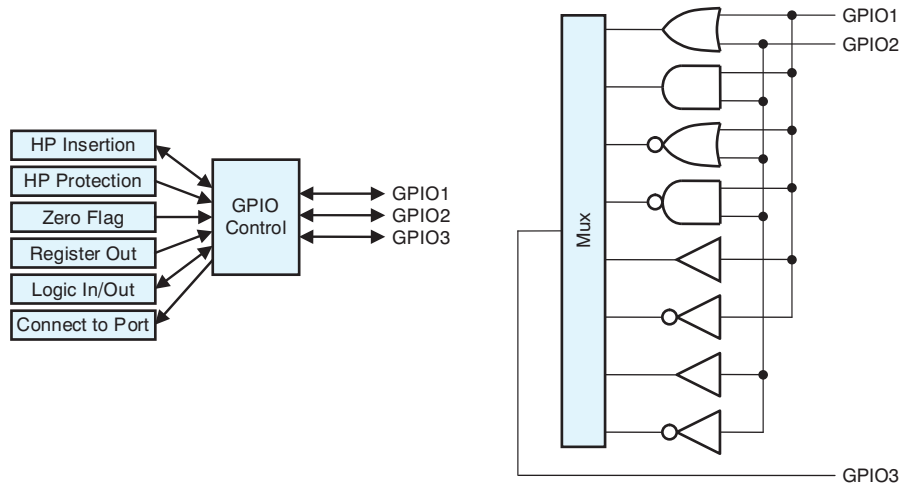 HP Insertion
HP Protection
Zero Flag
Register Out
Logic In/Out
Connect to Port
GPIO
Control
GPIO1
GPIO2
GPIO3
Mux
GPIO1
GPIO2
GPIO3